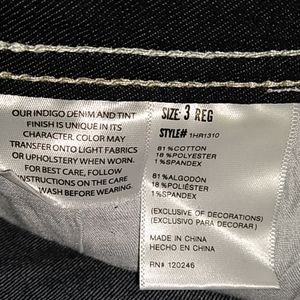 OUR INDIGO DENIM AND TINT
FINISH IS UNIQUE IN ITS
CHARACTER. COLOR MAY
TRANSFER ONTO LIGHT FABRICS
OR UPHOLSTERY WHEN WORN.
FOR BEST CARE, FOLLOW
INSTRUCTIONS ON THE CARE
LABEL BEFORE WEARING.
SIZE: 3 REG
STYLE# 1HR1310
81%COTTON
18%POLYESTER
1%SPANDEX
81%ALGODÓN
18%POLIÉSTER
1%SPANDEX
(EXCLUSIVE OF DECORATIONS)
(EXCLUSIVO PARA DECORAR)
MADE IN CHINA
HECHO EN CHINA
RN# 120246